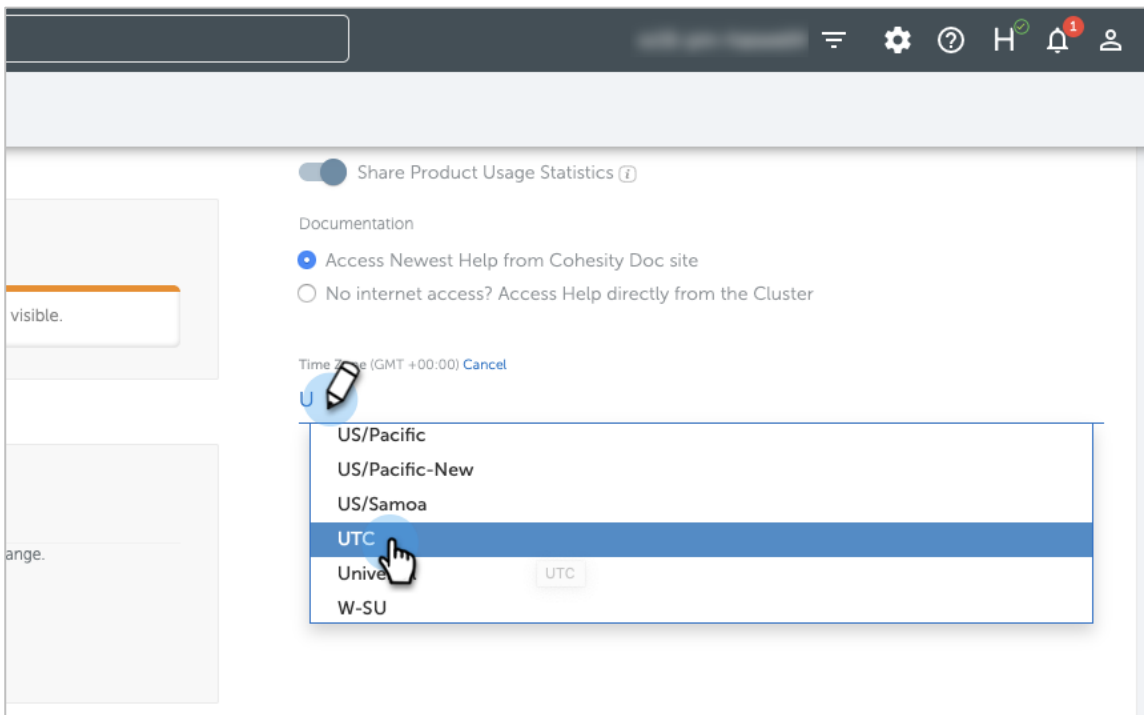 H
1
Share Product Usage Statistics i
Documentation
Access Newest Help from Cohesity Doc site
No internet access? Access Help directly from the Cluster
visible.
Time Zone (GMT +00:00) Cancel
U
US/Pacific
US/Pacific-New
US/Samoa
UTC
ange.
UTC
W-SU